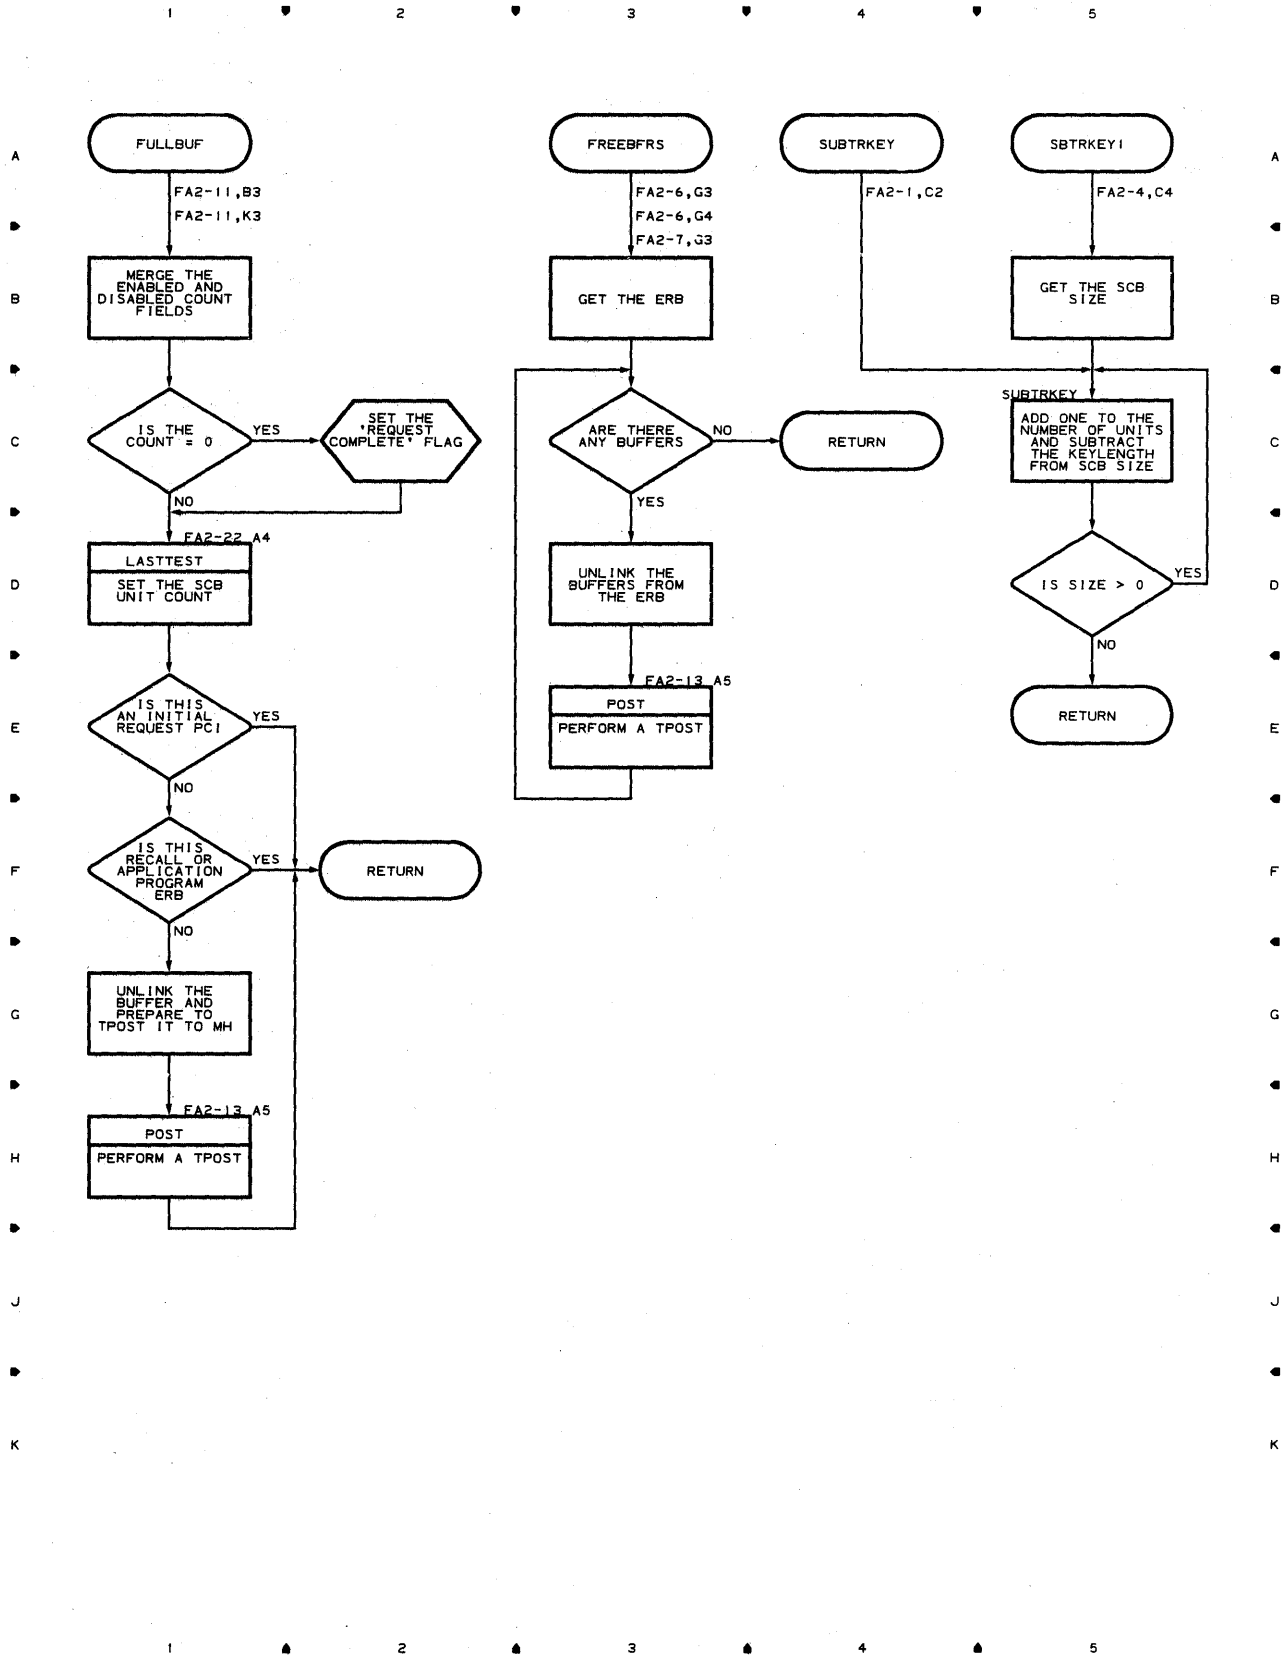 1 2 3 4 5
A A
FULLBUF
FA2-11,B3
FA2-11,K3
B B
MERGE THE
ENABLED AND
DISABLED COUNT
FIELDS
C C
IS THE
COUNT = 0
YES
NO
SET THE
'REQUEST
COMPLETE' FLAG
FA2-22 A4
LASTTEST
SET THE SCB
UNIT COUNT
D D
IS THIS
AN INITIAL
REQUEST PCI
YES
NO
E E
IS THIS
RECALL OR
APPLICATION
PROGRAM
ERB
YES
NO
RETURN
F F
UNLINK THE
BUFFER AND
PREPARE TO
TPOST IT TO MH
G G
FA2-13 A5
POST
PERFORM A TPOST
H H
FREEBFRS
FA2-6,G3
FA2-6,G4
FA2-7,G3
GET THE ERB
ARE THERE
ANY BUFFERS
NO
YES
RETURN
UNLINK THE
BUFFERS FROM
THE ERB
FA2-13 A5
POST
PERFORM A TPOST
SUBTRKEY
FA2-1,C2
SBTRKEY1
FA2-4,C4
GET THE SCB
SIZE
SUBTRKEY
ADD ONE TO THE
NUMBER OF UNITS
AND SUBTRACT
THE KEYLENGTH
FROM SCB SIZE
IS SIZE > 0
YES
NO
RETURN
J J
K K
1 2 3 4 5